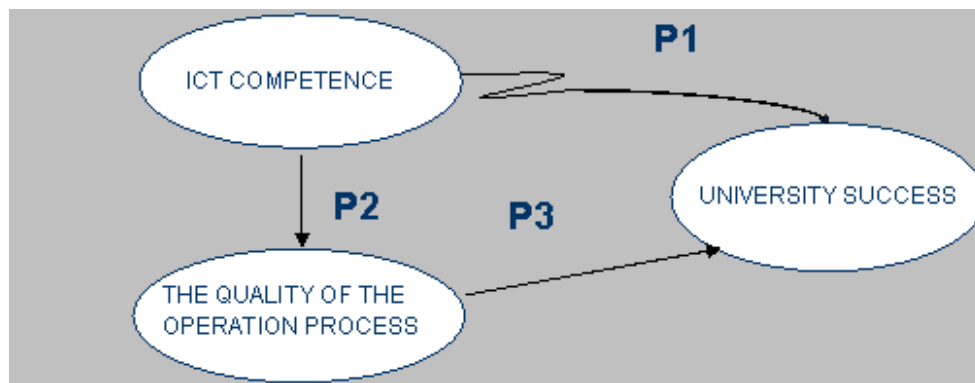 P1
ICT COMPETENCE
UNIVERSITY SUCCESS
P2
P3
THE QUALITY OF THE
OPERATION PROCESS